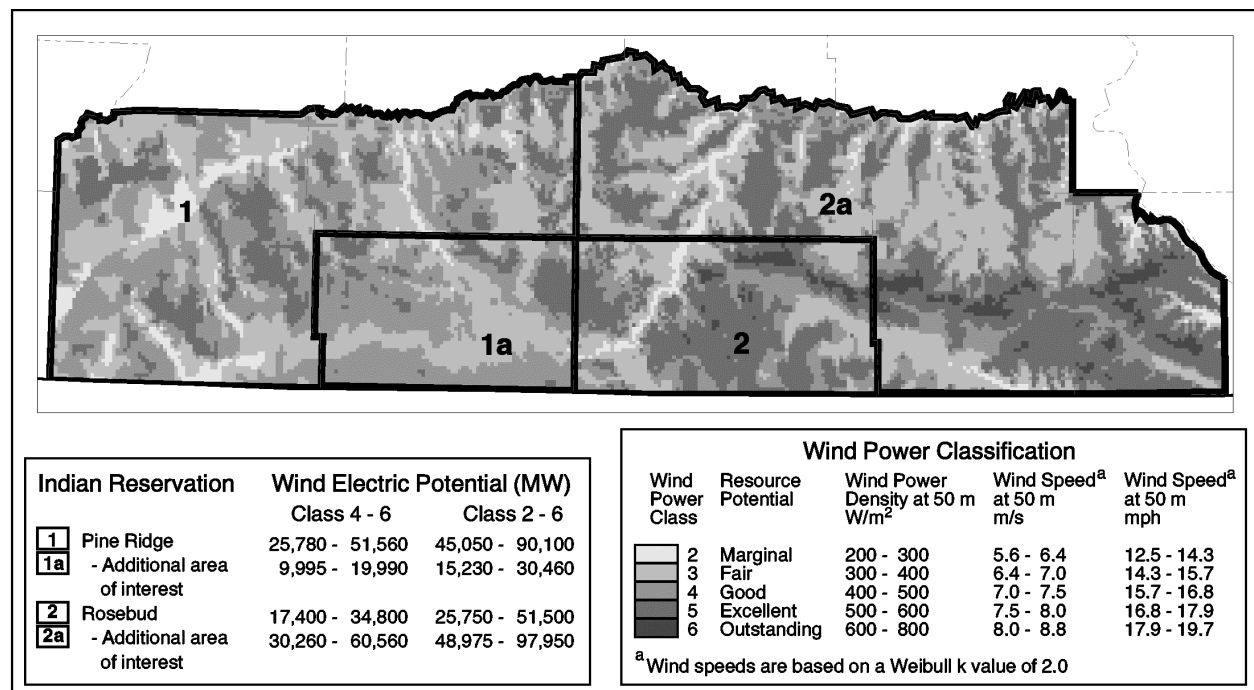 1
2a
1a
2
Indian Reservation Wind Electric Potential (MW)
Class 4 - 6 Class 2 - 6
1 Pine Ridge 25,780 - 51,560 45,050 - 90,100
1a - Additional area 9,995 - 19,990 15,230 - 30,460
of interest
2 Rosebud 17,400 - 34,800 25,750 - 51,500
2a - Additional area 30,260 - 60,560 48,975 - 97,950
of interest
Wind Power Classification
Wind Resource Wind Power Wind Speed a Wind Speed a
Power Potential Density at 50 m at 50 m at 50 m
Class W/m2 m/s mph
2 Marginal 200 - 300 5.6 - 6.4 12.5 - 14.3
3 Fair 300 - 400 6.4 - 7.0 14.3 - 15.7
4 Good 400 - 500 7.0 - 7.5 15.7 - 16.8
5 Excellent 500 - 600 7.5 - 8.0 16.8 - 17.9
6 Outstanding 600 - 800 8.0 - 8.8 17.9 - 19.7
a Wind speeds are based on a Weibull k value of 2.0